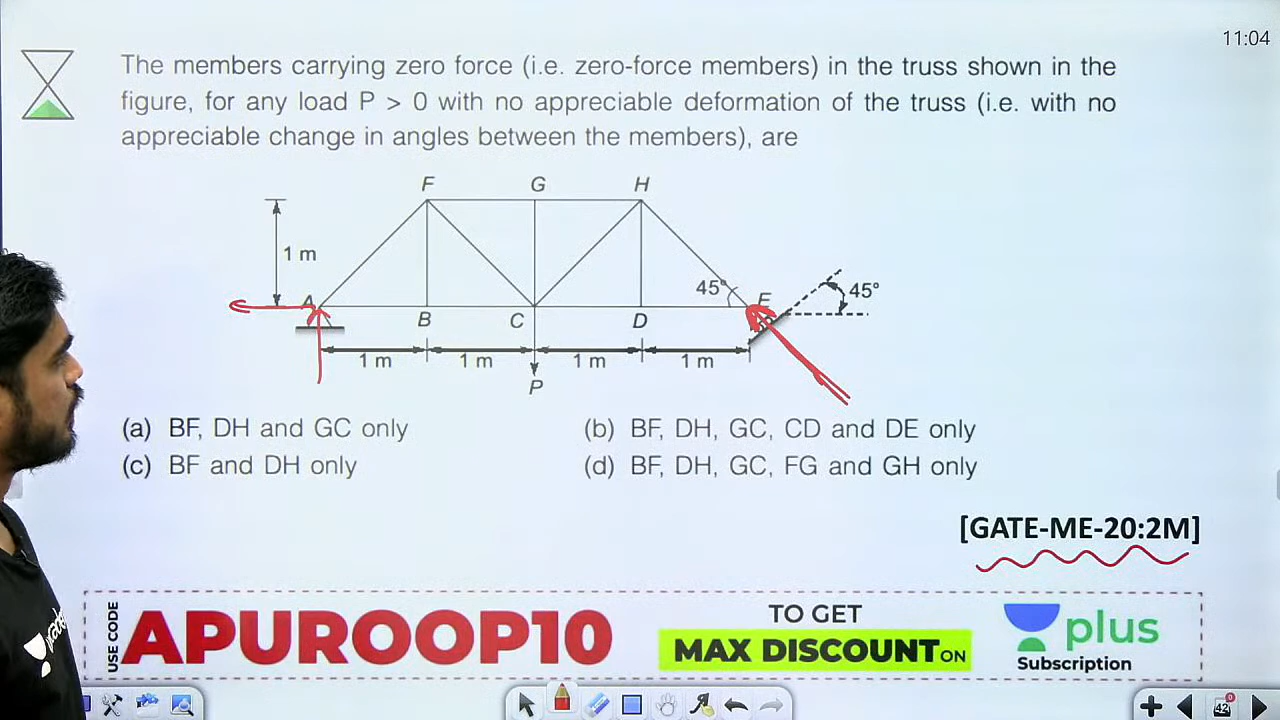 11:04
The members carrying zero force (i.e. zero-force members) in the truss shown in the
figure, for any load P > 0 with no appreciable deformation of the truss (i.e. with no
appreciable change in angles between the members), are
F G H
1 m
45°
45°
A B C D E
1 m 1 m 1 m 1 m
P
(a) BF, DH and GC only (b) BF, DH, GC, CD and DE only
(c) BF and DH only (d) BF, DH, GC, FG and GH only
[GATE-ME-20:2M]
USE CODE
APUROOP10
TO GET
MAX DISCOUNT ON
plus
Subscription
42